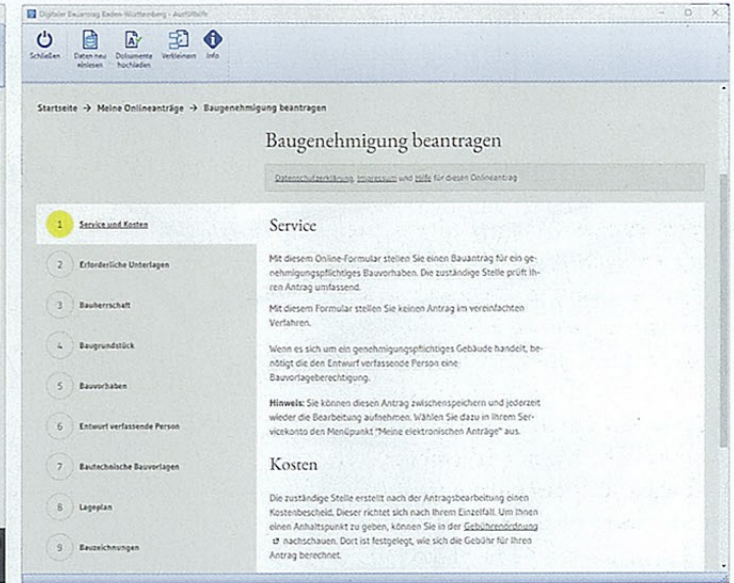 Digitaler Bauantrag Baden-Württemberg - Ausfüllhilfe
Schließen
Daten neu einlesen
Dokumente hochladen
Verkleinern
Info
Startseite → Meine Onlineanträge → Baugenehmigung beantragen
Baugenehmigung beantragen
Datenschutzerklärung, Impressum und Hilfe für diesen Onlineantrag
1 Service und Kosten
2 Erforderliche Unterlagen
3 Bauherrschaft
4 Baugrundstück
5 Bauvorhaben
6 Entwurf verfassende Person
7 Bautechnische Bauvorlagen
8 Lageplan
9 Bauzeichnungen
Service
Mit diesem Online-Formular stellen Sie einen Bauantrag für ein ge-
nehmigungspflichtiges Bauvorhaben. Die zuständige Stelle prüft Ih-
ren Antrag umfassend.
Mit diesem Formular stellen Sie keinen Antrag im vereinfachten
Verfahren.
Wenn es sich um ein genehmigungspflichtiges Gebäude handelt, be-
nötigt die den Entwurf verfassende Person eine
Bauvorlageberechtigung.
Hinweis: Sie können diesen Antrag zwischenspeichern und jederzeit
wieder die Bearbeitung aufnehmen. Wählen Sie dazu in Ihrem Ser-
vicekonto den Menüpunkt "Meine elektronischen Anträge" aus.
Kosten
Die zuständige Stelle erstellt nach der Antragsbearbeitung einen
Kostenbescheid. Dieser richtet sich nach Ihrem Einzelfall. Um Ihnen
einen Anhaltspunkt zu geben, können Sie in der Gebührenordnung
nachschauen. Dort ist festgelegt, wie sich die Gebühr für Ihren
Antrag berechnet.